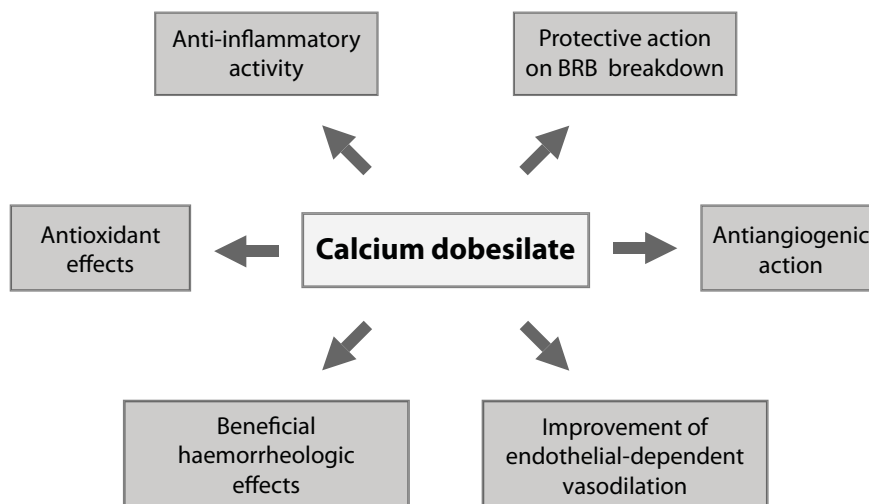 Anti-inflammatory
activity
Protective action
on BRB breakdown
Antioxidant
effects
Calcium dobesilate
Antiangiogenic
action
Beneficial
haemorrheologic
effects
Improvement of
endothelial-dependent
vasodilation